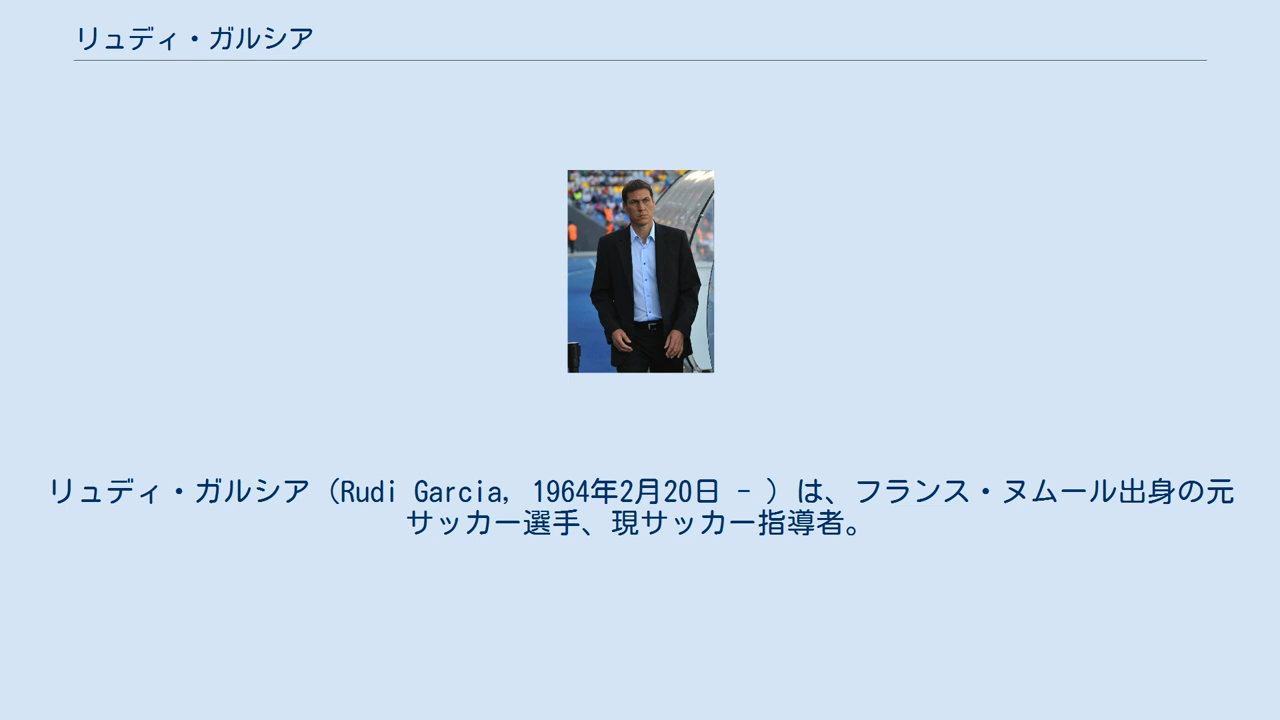 リュディ・ガルシア
リュディ・ガルシア（Rudi Garcia, 1964年2月20日 - ）は、フランス・ヌムール出身の元
サッカー選手、現サッカー指導者。